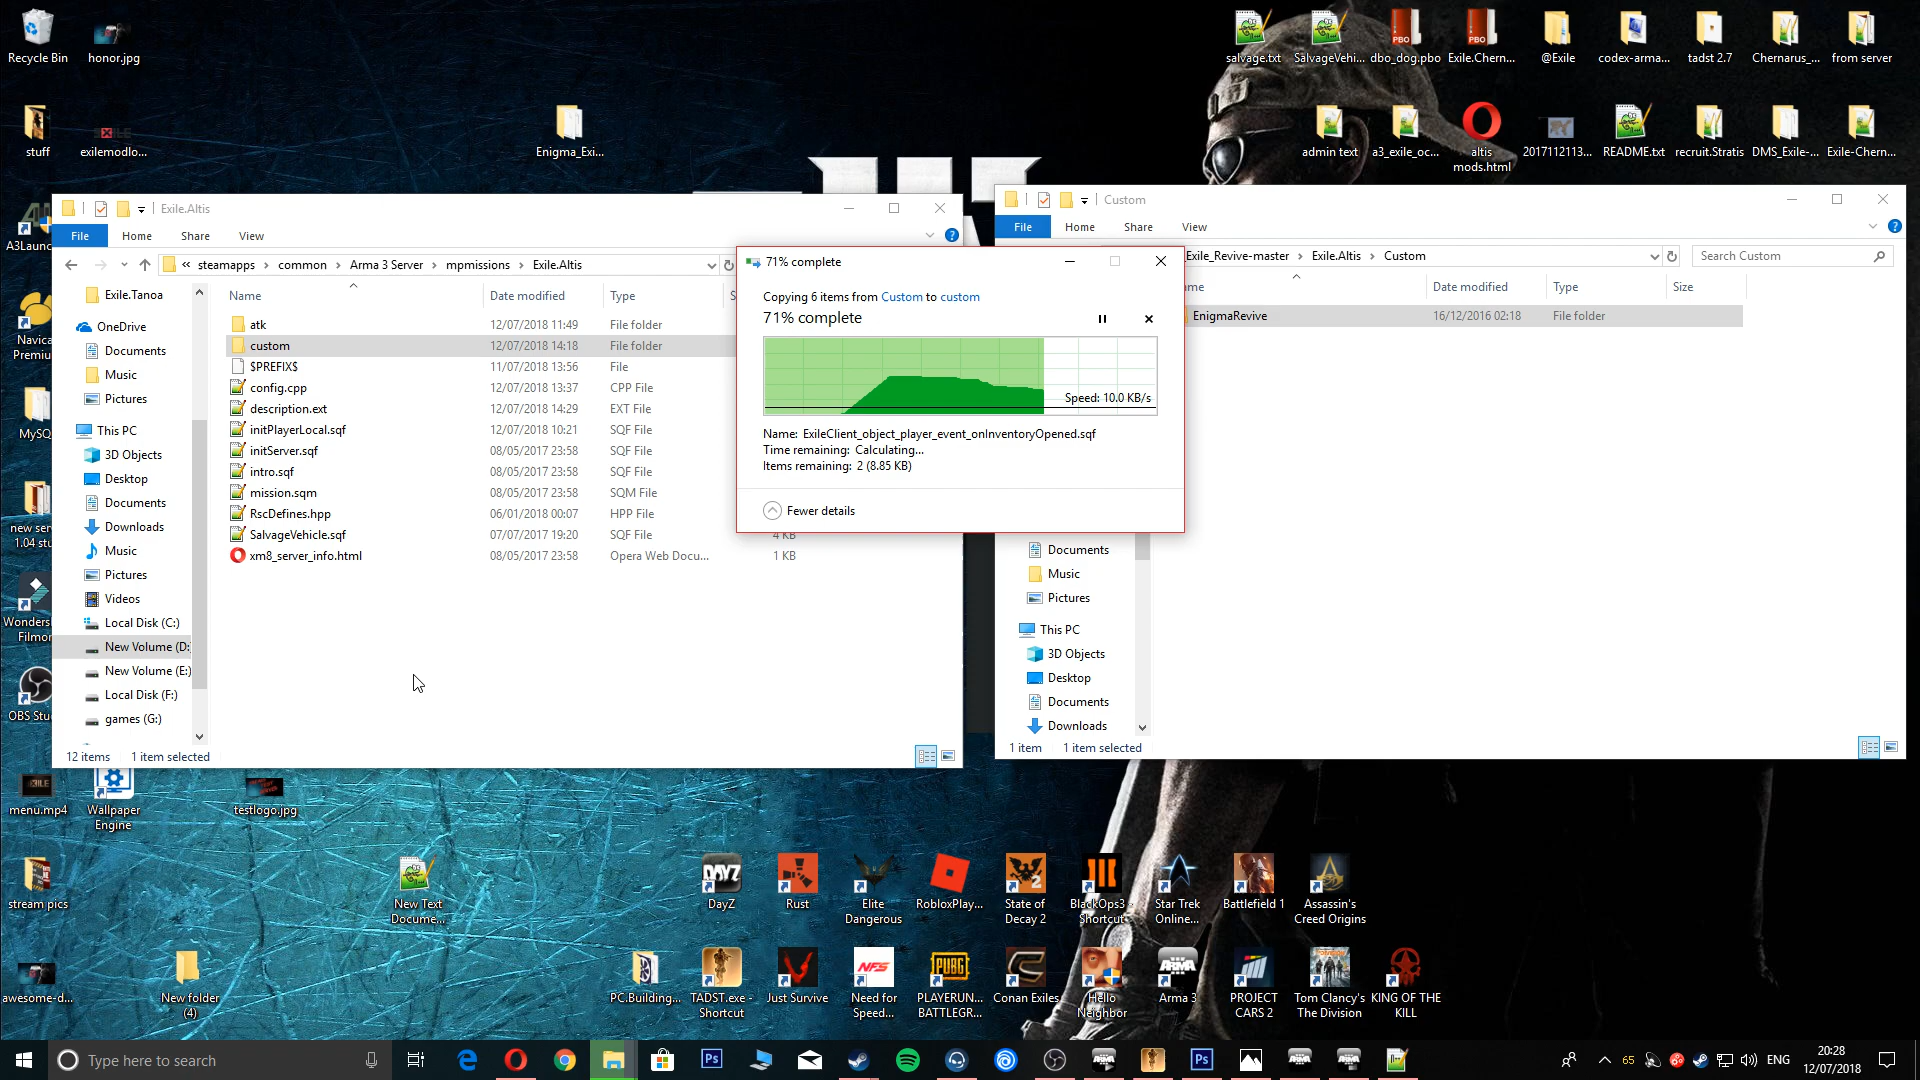 Recycle Bin
honor.jpg
salvage.txt
SalvageVehi...
dbo_dog.pbo
Exile.Chern...
@Exile
codex-arma...
tadst 2.7
Chernarus_...
from server
stuff
exilemodlo...
Enigma_Exi...
admin text
a3_exile_oc...
altis
mods.html
2017112113...
README.txt
recruit.Stratis
DMS_Exile-...
Exile-Chern...
Exile.Altis
File
Home
Share
View
« steamapps › common › Arma 3 Server › mpmissions › Exile.Altis
Name
Date modified
Type
S
Exile.Tanoa
OneDrive
Documents
Music
Pictures
This PC
3D Objects
Desktop
Documents
Downloads
Music
Pictures
Videos
Local Disk (C:)
New Volume (D:
New Volume (E:)
Local Disk (F:)
games (G:)
atk 12/07/2018 11:49 File folder
custom 12/07/2018 14:18 File folder
$PREFIX$ 11/07/2018 13:56 File
config.cpp 12/07/2018 13:37 CPP File
description.ext 12/07/2018 14:29 EXT File
initPlayerLocal.sqf 12/07/2018 10:21 SQF File
initServer.sqf 08/05/2017 23:58 SQF File
intro.sqf 08/05/2017 23:58 SQF File
mission.sqm 08/05/2017 23:58 SQM File
RscDefines.hpp 06/01/2018 00:07 HPP File
SalvageVehicle.sqf 07/07/2017 19:20 SQF File 4 KB
xm8_server_info.html 08/05/2017 23:58 Opera Web Docu... 1 KB
12 items 1 item selected
71% complete
Copying 6 items from Custom to custom
71% complete
Speed: 10.0 KB/s
Name: ExileClient_object_player_event_onInventoryOpened.sqf
Time remaining: Calculating...
Items remaining: 2 (8.85 KB)
Fewer details
Custom
File
Home
Share
View
Exile_Revive-master › Exile.Altis › Custom
Search Custom
Date modified
Type
Size
EnigmaRevive 16/12/2016 02:18 File folder
Documents
Music
Pictures
This PC
3D Objects
Desktop
Documents
Downloads
1 item 1 item selected
A3Launc
Navica
Premiu
MySQ
new ser
1.04 stu
Wonders
Filmor
OBS Stu
menu.mp4
Wallpaper
Engine
testlogo.jpg
stream pics
New Text
Docume...
DayZ
Rust
Elite
Dangerous
RobloxPlay...
State of
Decay 2
BlackOps3 -
Shortcut
Star Trek
Online...
Battlefield 1
Assassin's
Creed Origins
awesome-d...
New folder
(4)
PC.Building...
TADST.exe -
Shortcut
Just Survive
Need for
Speed...
PLAYERUN...
BATTLEGR...
Conan Exiles
Hello
Neighbor
Arma 3
PROJECT
CARS 2
Tom Clancy's
The Division
KING OF THE
KILL
Type here to search
65
ENG
20:28
12/07/2018